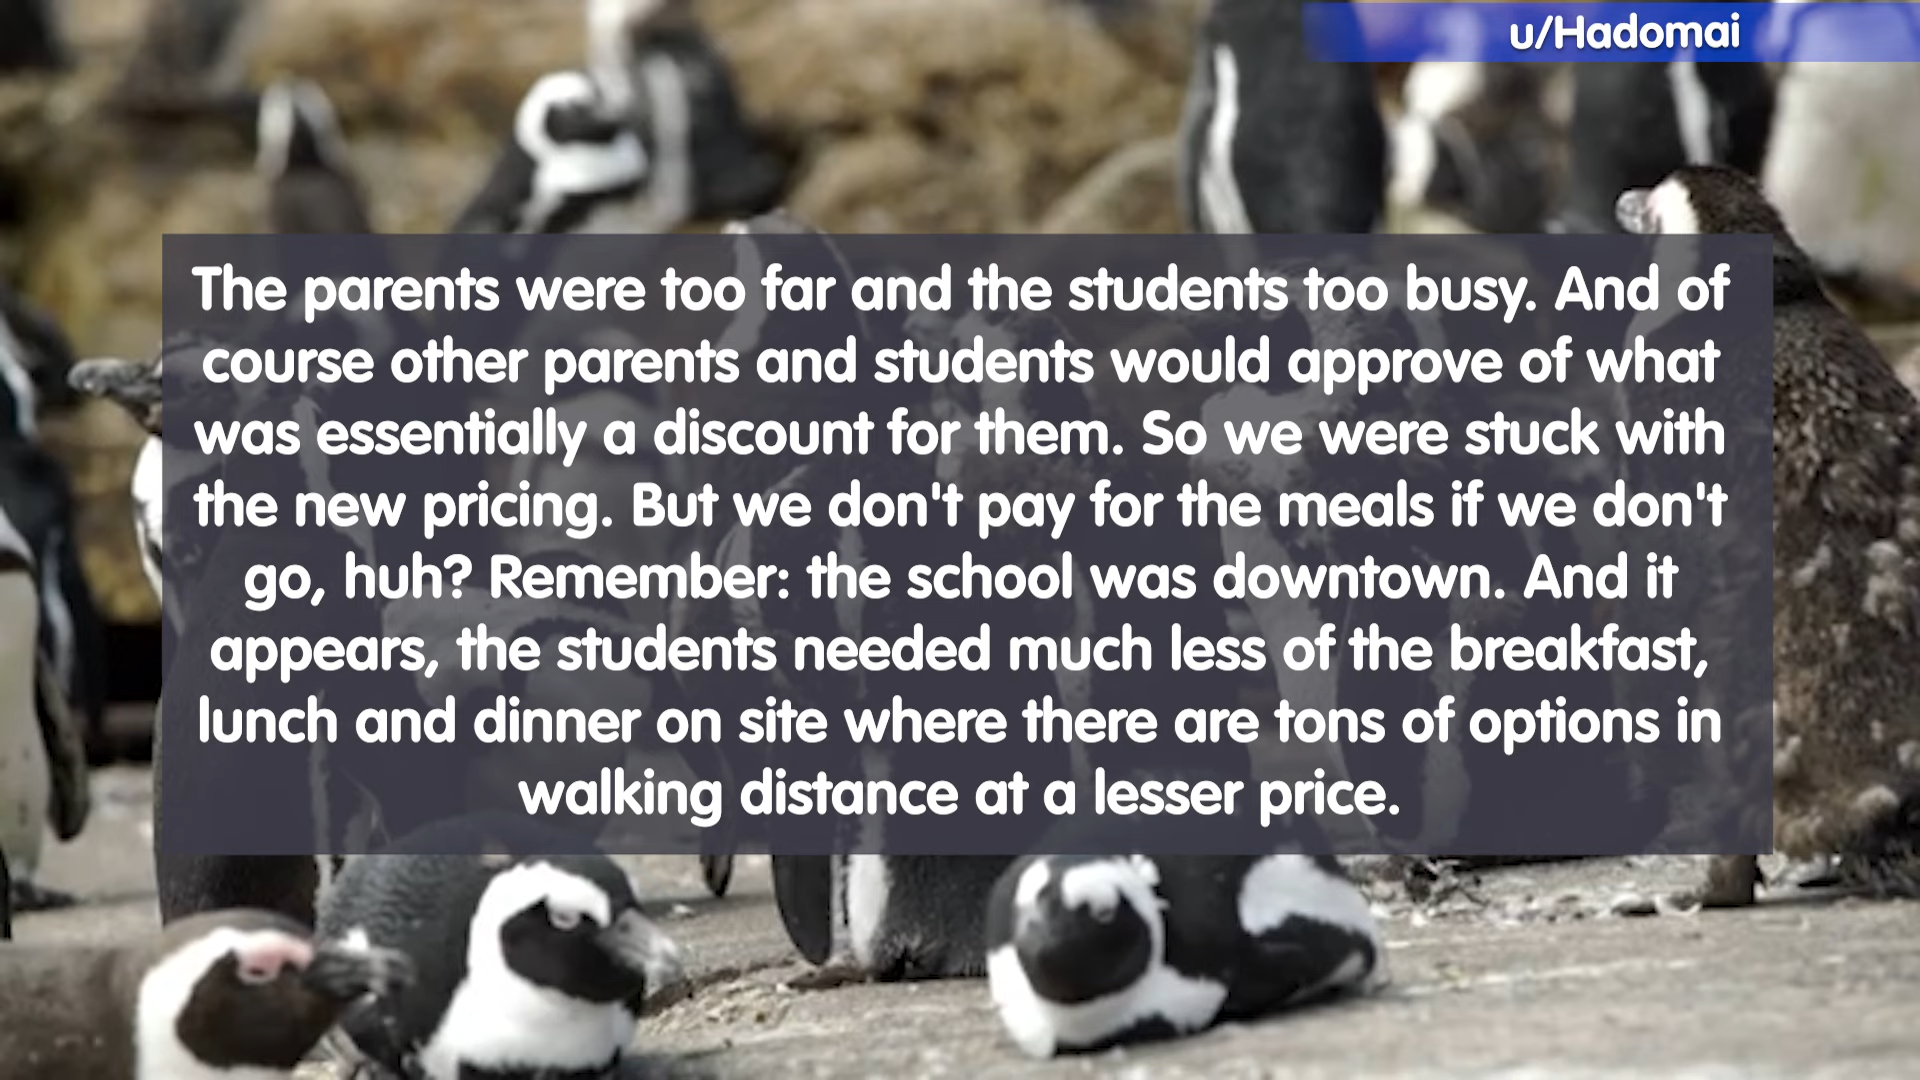 u/Hadomai
The parents were too far and the students too busy. And of
course other parents and students would approve of what
was essentially a discount for them. So we were stuck with
the new pricing. But we don't pay for the meals if we don't
go, huh? Remember: the school was downtown. And it
appears, the students needed much less of the breakfast,
lunch and dinner on site where there are tons of options in
walking distance at a lesser price.